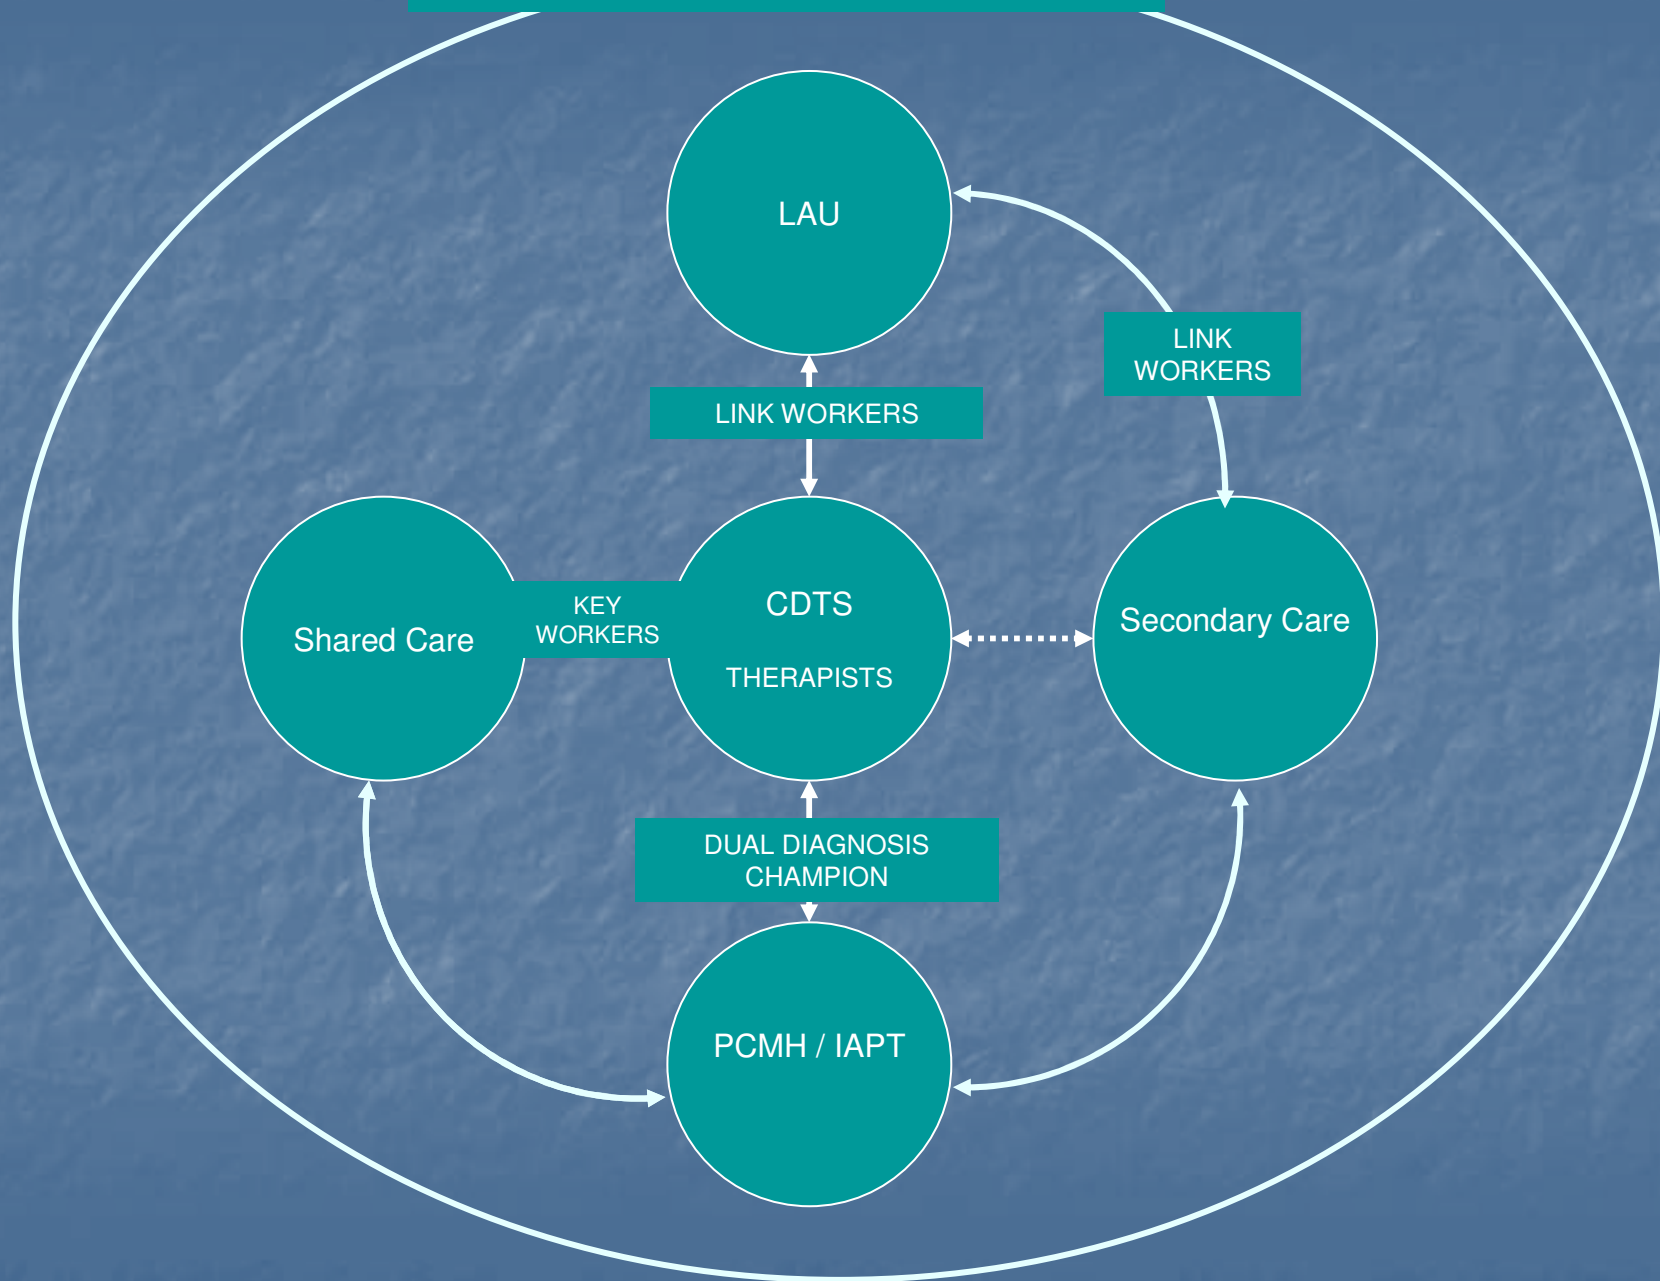 LAU
LINK
WORKERS
LINK WORKERS
Shared Care
KEY
WORKERS
CDTS
THERAPISTS
Secondary Care
DUAL DIAGNOSIS
CHAMPION
PCMH / IAPT